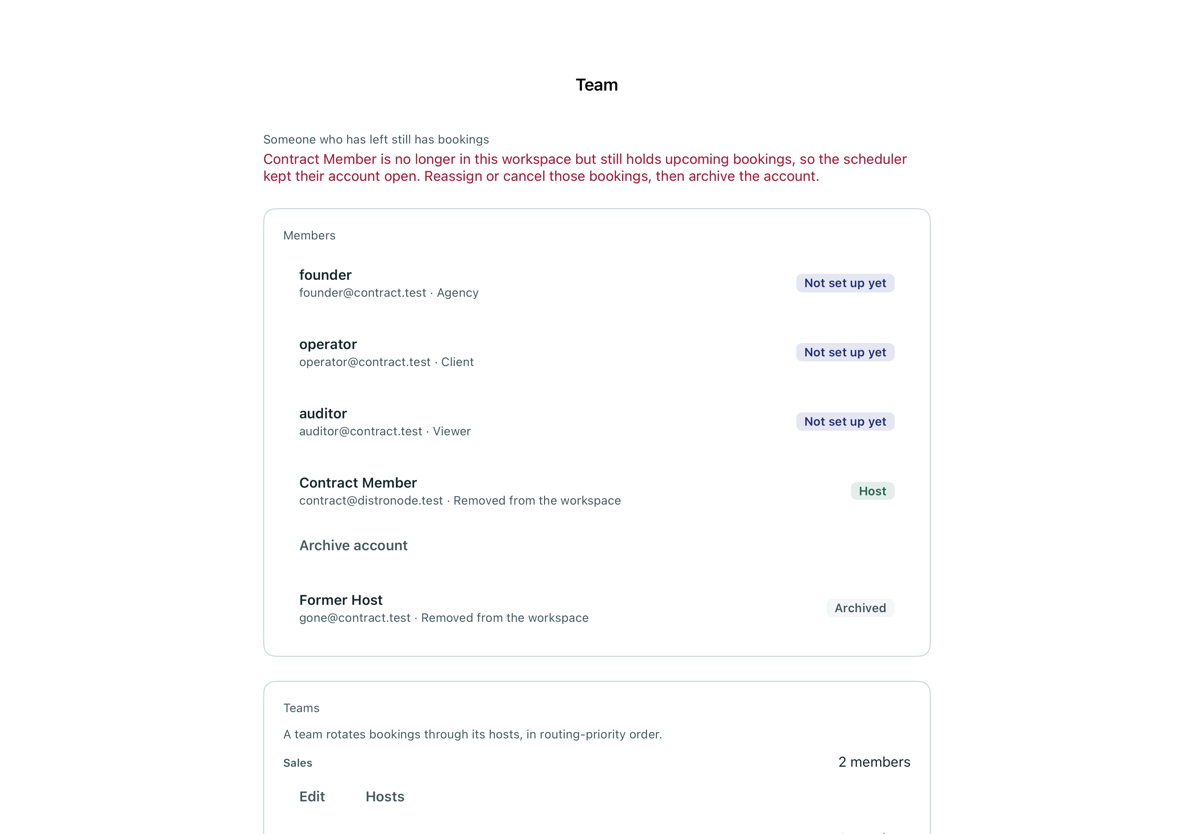 Team
Someone who has left still has bookings
Contract Member is no longer in this workspace but still holds upcoming bookings, so the scheduler
kept their account open. Reassign or cancel those bookings, then archive the account.
Members
founder
founder@contract.test · Agency
Not set up yet
operator
operator@contract.test · Client
Not set up yet
auditor
auditor@contract.test · Viewer
Not set up yet
Contract Member
contract@distronode.test · Removed from the workspace
Host
Archive account
Former Host
gone@contract.test · Removed from the workspace
Archived
Teams
A team rotates bookings through its hosts, in routing-priority order.
Sales
2 members
Edit
Hosts